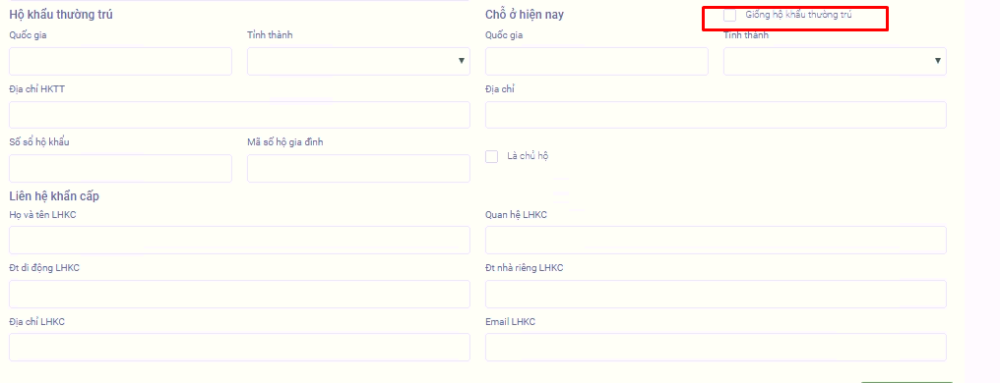 Hộ khẩu thường trú
Chỗ ở hiện nay
Giống hộ khẩu thường trú
Quốc gia
Tỉnh thành
Quốc gia
Tỉnh thành
Địa chỉ HKTT
Địa chỉ
Số sổ hộ khẩu
Mã số hộ gia đình
Là chủ hộ
Liên hệ khẩn cấp
Họ và tên LHKC
Quan hệ LHKC
Đt di động LHKC
Đt nhà riêng LHKC
Địa chỉ LHKC
Email LHKC